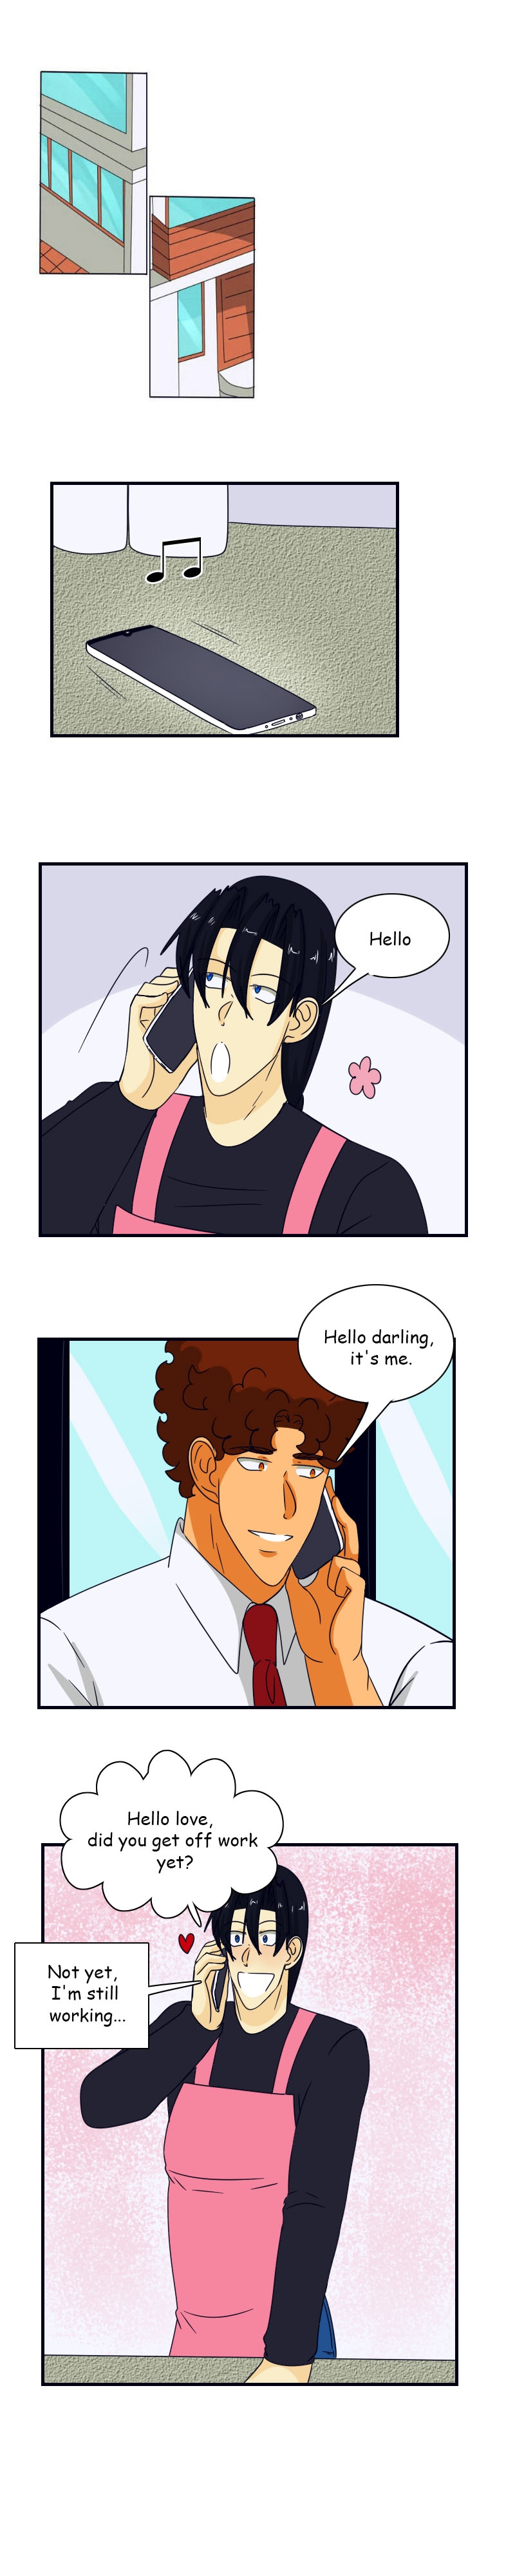 Hello
Hello darling,
it's me.
Hello love,
did you get off work
yet?
Not yet,
I'm still
working...